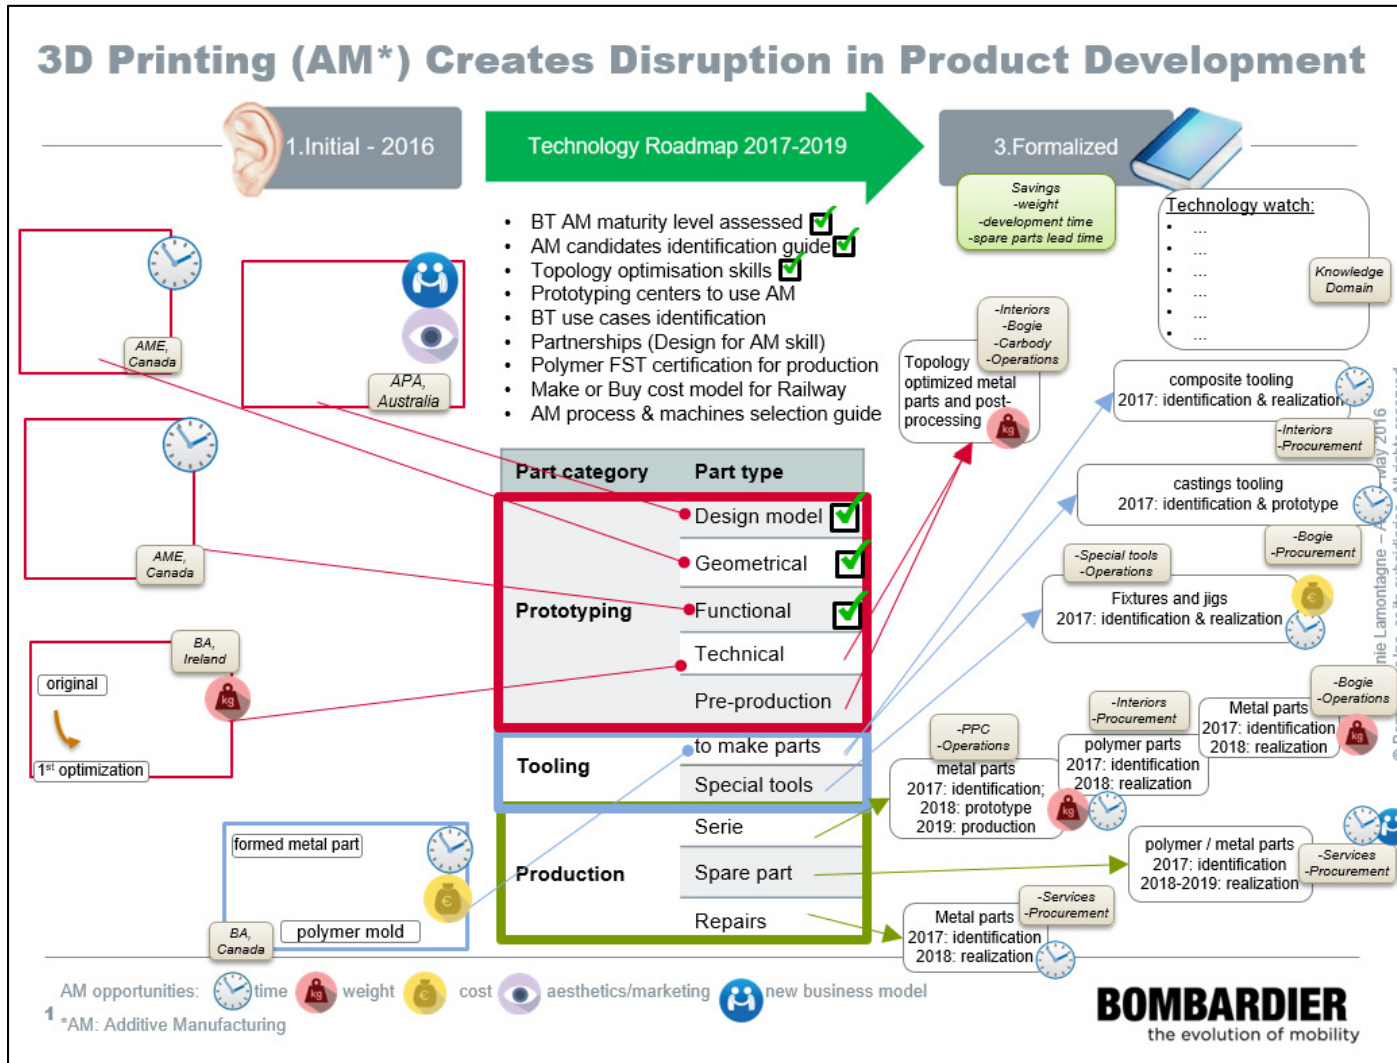 3D Printing (AM*) Creates Disruption in Product Development
1.Initial - 2016
Technology Roadmap 2017-2019
3.Formalized
Savings
-weight
-development time
-spare parts lead time
Technology watch:
• ...
• ...
• ...
• ...
• ...
• ...
Knowledge
Domain
• BT AM maturity level assessed
• AM candidates identification guide
• Topology optimisation skills
• Prototyping centers to use AM
• BT use cases identification
• Partnerships (Design for AM skill)
• Polymer FST certification for production
• Make or Buy cost model for Railway
• AM process & machines selection guide
AME,
Canada
APA,
Australia
AME,
Canada
BA,
Ireland
kg
original
1st optimization
formed metal part
polymer mold
€
BA,
Canada
Part category Part type
Prototyping
Design model
Geometrical
Functional
Technical
Pre-production
Tooling
to make parts
Special tools
Production
Serie
Spare part
Repairs
-Interiors
-Bogie
-Carbody
-Operations
Topology
optimized metal
parts and post-
processing
kg
composite tooling
2017: identification & realization
-Interiors
-Procurement
castings tooling
2017: identification & prototype
-Bogie
-Procurement
-Special tools
-Operations
Fixtures and jigs
2017: identification & realization
€
-Bogie
-Operations
Metal parts
2017: identification
2018: realization
kg
-Interiors
-Procurement
polymer parts
2017: identification
2018: realization
-PPC
-Operations
metal parts
2017: identification;
2018: prototype
2019: production
kg
polymer / metal parts
2017: identification
2018-2019: realization
-Services
-Procurement
-Services
-Procurement
Metal parts
2017: identification
2018: realization
nie Lamontagne – A
May 2016
AM opportunities: time kg weight € cost aesthetics/marketing new business model
1
*AM: Additive Manufacturing
BOMBARDIER
the evolution of mobility